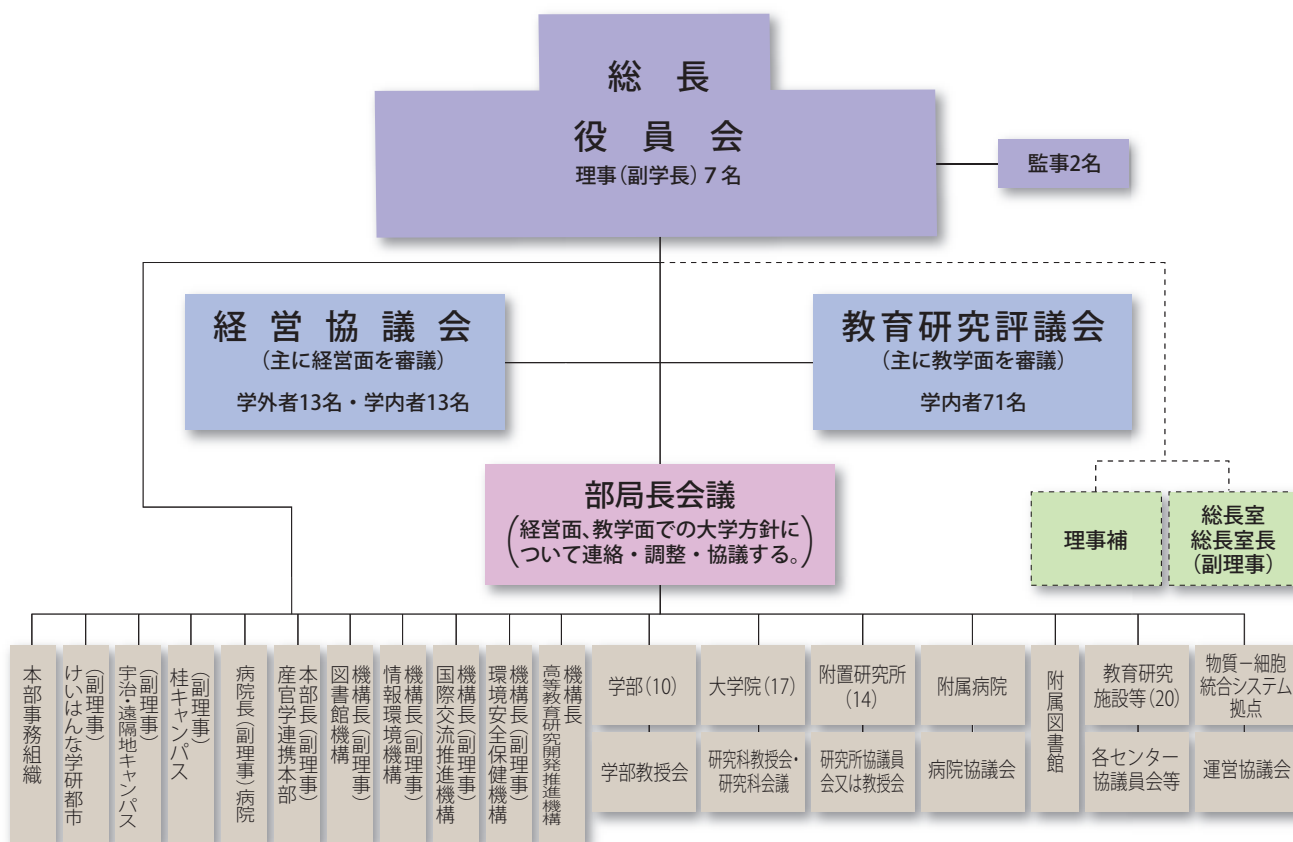 総長
役員会
理事（副学長）7名
監事2名
経営協議会
（主に経営面を審議）
学外者13名・学内者13名
教育研究評議会
（主に教学面を審議）
学内者71名
部局長会議
（経営面、教学面での大学方針に
ついて連絡・調整・協議する。）
理事補
総長室
総長室長
（副理事）
本部事務組織
（副理事）
けいはんな学研都市
（副理事）
宇治・遠隔地キャンパス
（副理事）
桂キャンパス
病院長（副理事）病院
本部長（副理事）
産官学連携本部
機構長（副理事）
図書館機構
機構長（副理事）
情報環境機構
機構長（副理事）
国際交流推進機構
機構長（副理事）
環境安全保健機構
機構長
高等教育研究開発推進機構
学部（10）
学部教授会
大学院（17）
研究科教授会・
研究科会議
附置研究所
（14）
研究所協議員
会又は教授会
附属病院
病院協議会
附属図書館
教育研究
施設等（20）
各センター
協議員会等
物質－細胞
統合システム
拠点
運営協議会